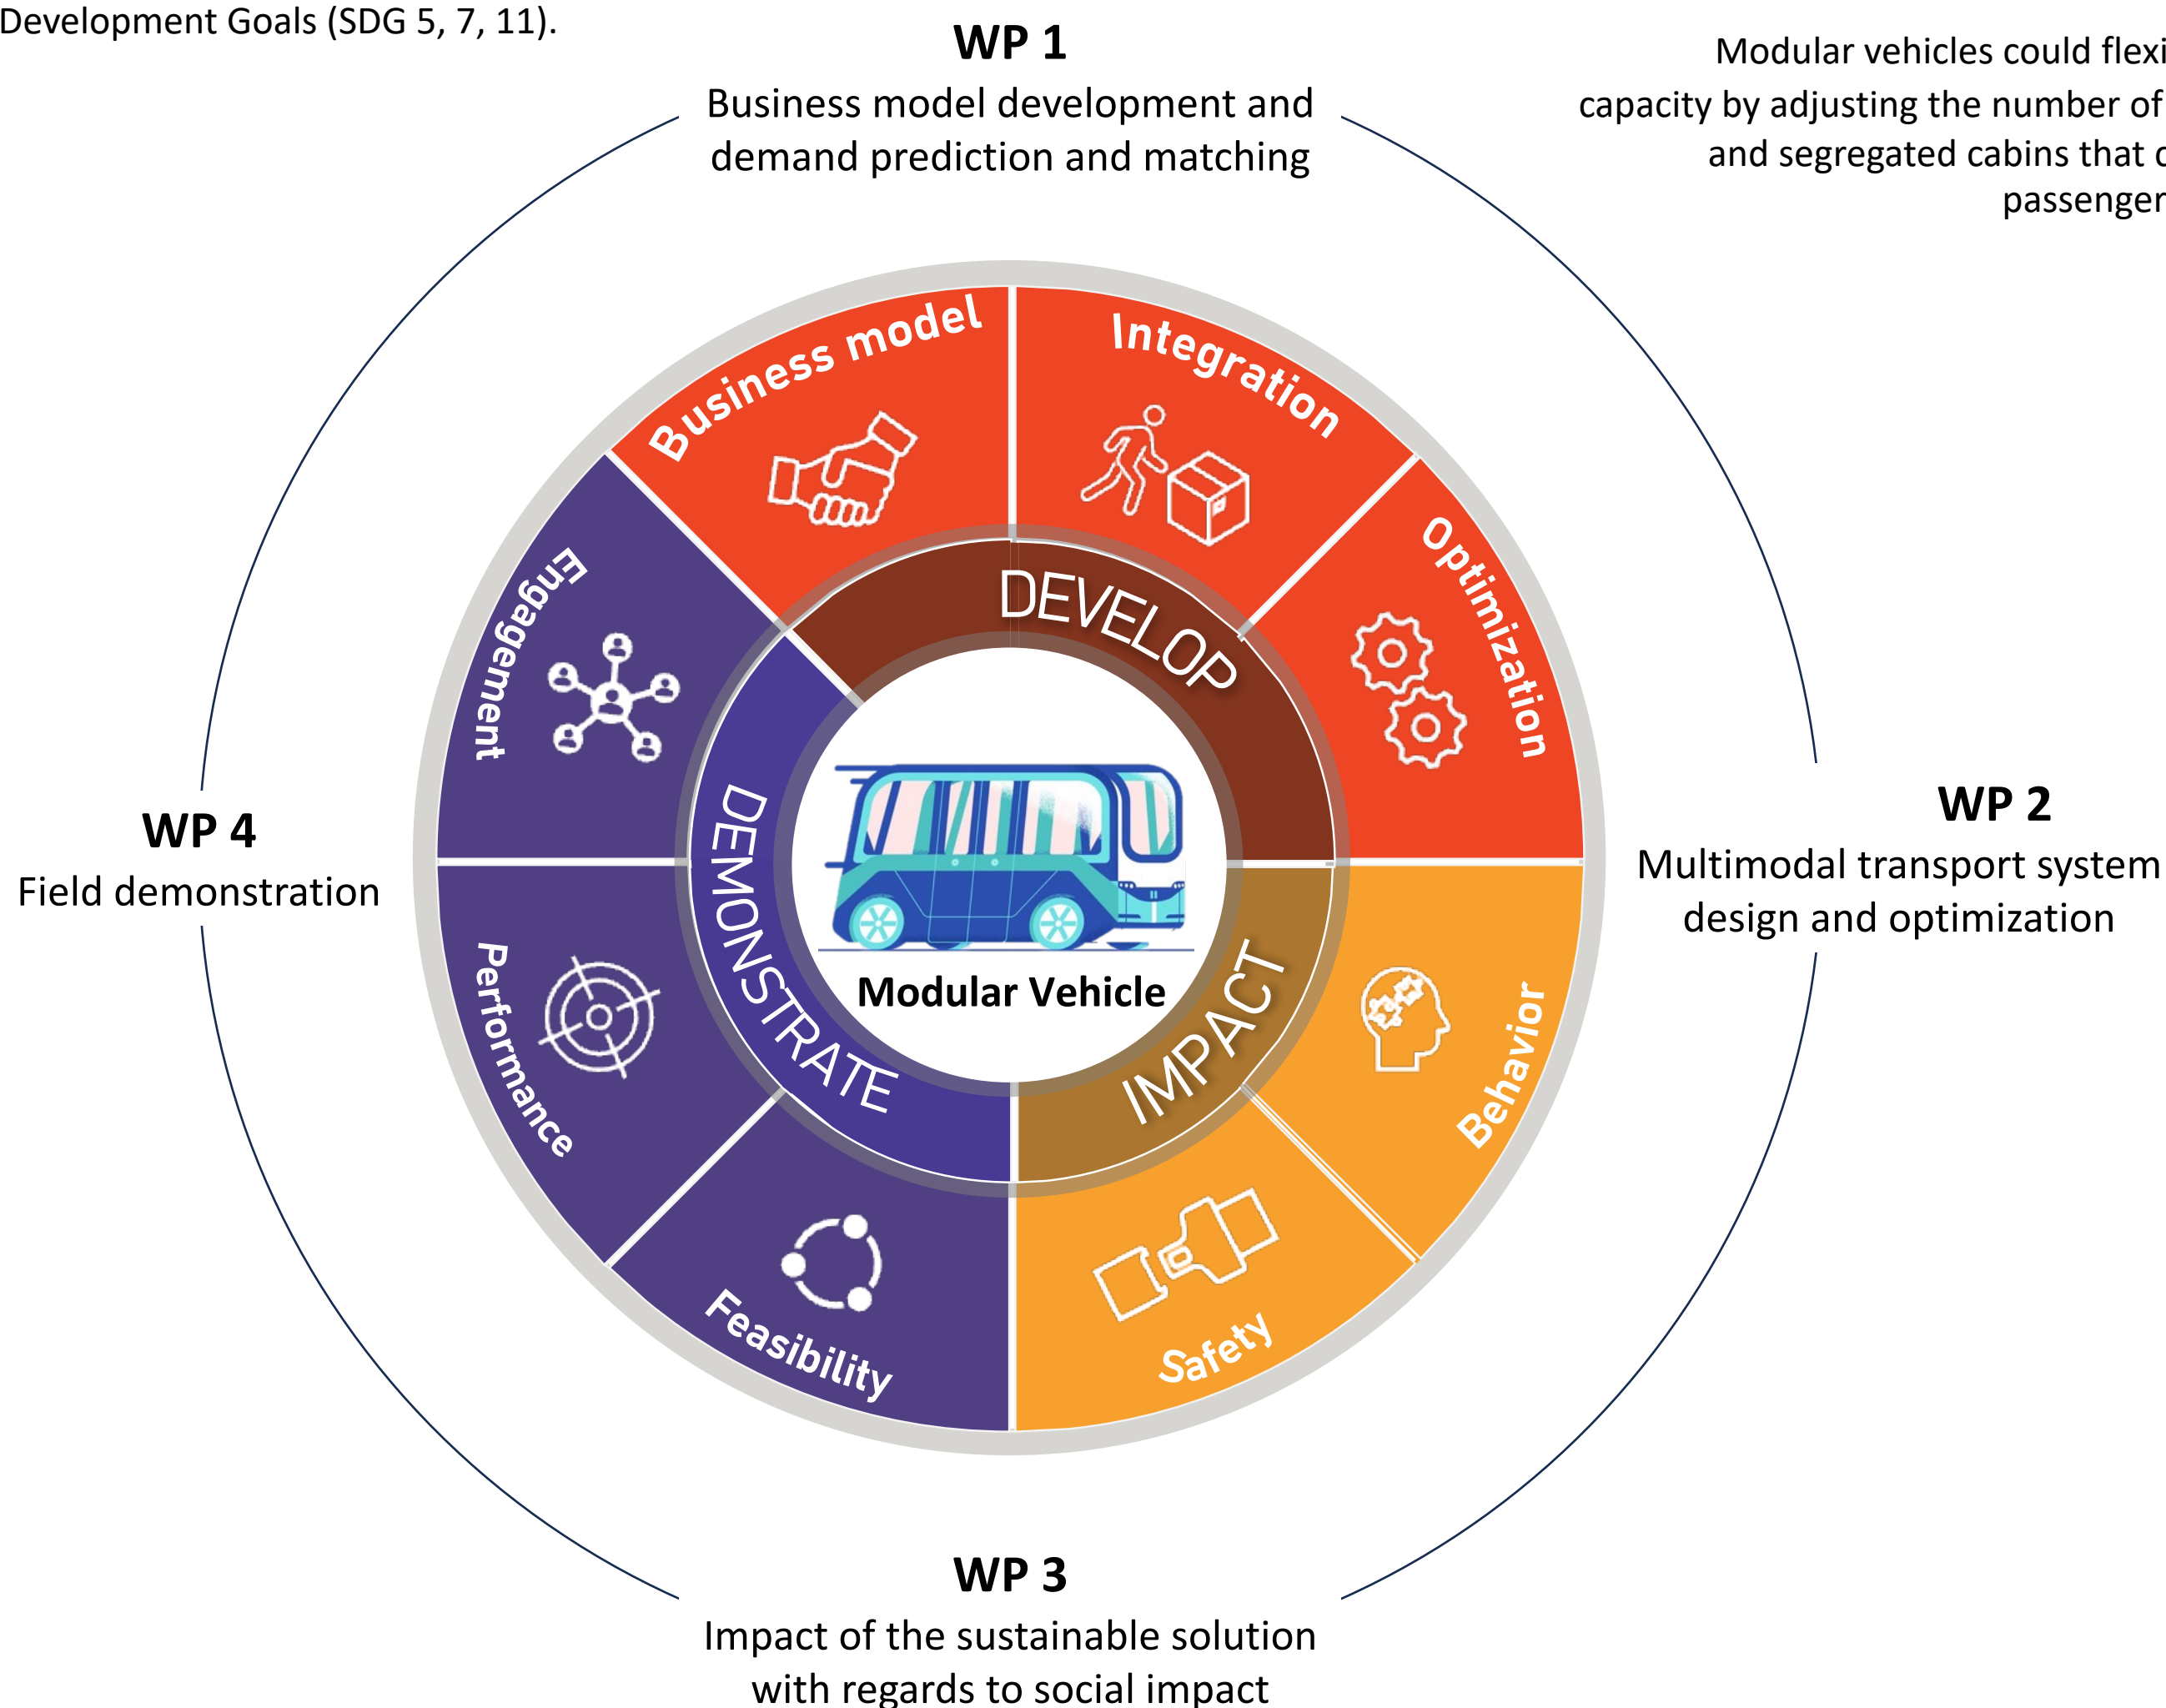 Development Goals (SDG 5, 7, 11).
WP 1
Business model development and
demand prediction and matching
Modular vehicles could flexi
capacity by adjusting the number of
and segregated cabins that
passenger
Business model
Integration
Optimization
Engagement
DEVELOP
WP 2
Multimodal transport system
design and optimization
WP 4
Field demonstration
DEMONSTRATE
Modular Vehicle
IMPACT
Performance
Behavior
Feasibility
Safety
WP 3
Impact of the sustainable solution
with regards to social impact